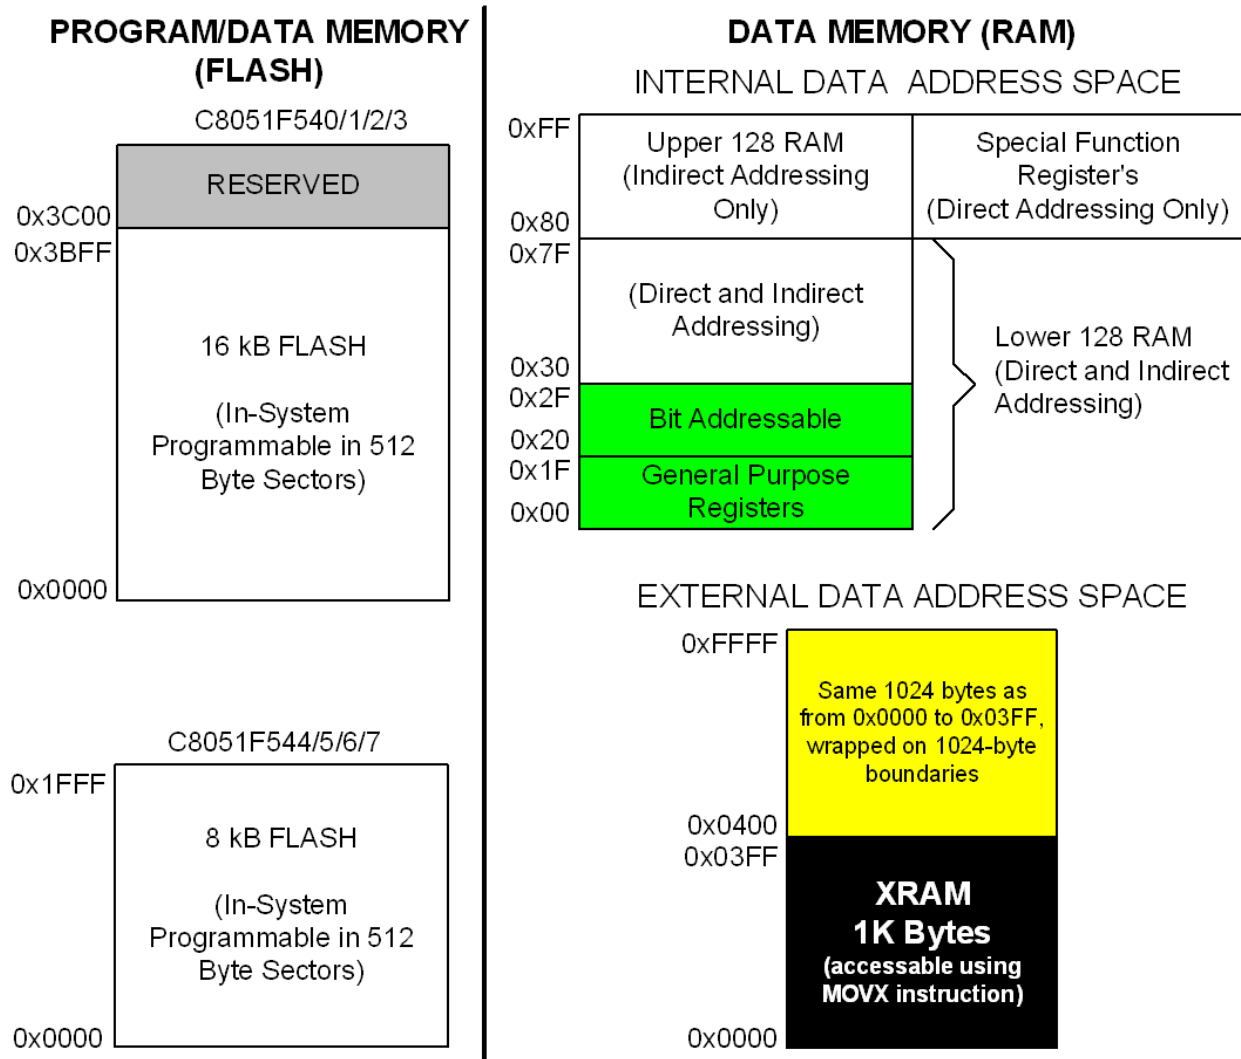 PROGRAM/DATA MEMORY
(FLASH)
C8051F540/1/2/3
RESERVED
0x3C00
0x3BFF
16 kB FLASH
(In-System
Programmable in 512
Byte Sectors)
0x0000
C8051F544/5/6/7
0x1FFF
8 kB FLASH
(In-System
Programmable in 512
Byte Sectors)
0x0000
DATA MEMORY (RAM)
INTERNAL DATA ADDRESS SPACE
0xFF
Upper 128 RAM
(Indirect Addressing
Only)
Special Function
Register's
(Direct Addressing Only)
0x80
0x7F
(Direct and Indirect
Addressing)
Lower 128 RAM
(Direct and Indirect
Addressing)
0x30
0x2F
Bit Addressable
0x20
0x1F
General Purpose
Registers
0x00
EXTERNAL DATA ADDRESS SPACE
0xFFFF
Same 1024 bytes as
from 0x0000 to 0x03FF,
wrapped on 1024-byte
boundaries
0x0400
0x03FF
XRAM
1K Bytes
(accessable using
MOVX instruction)
0x0000